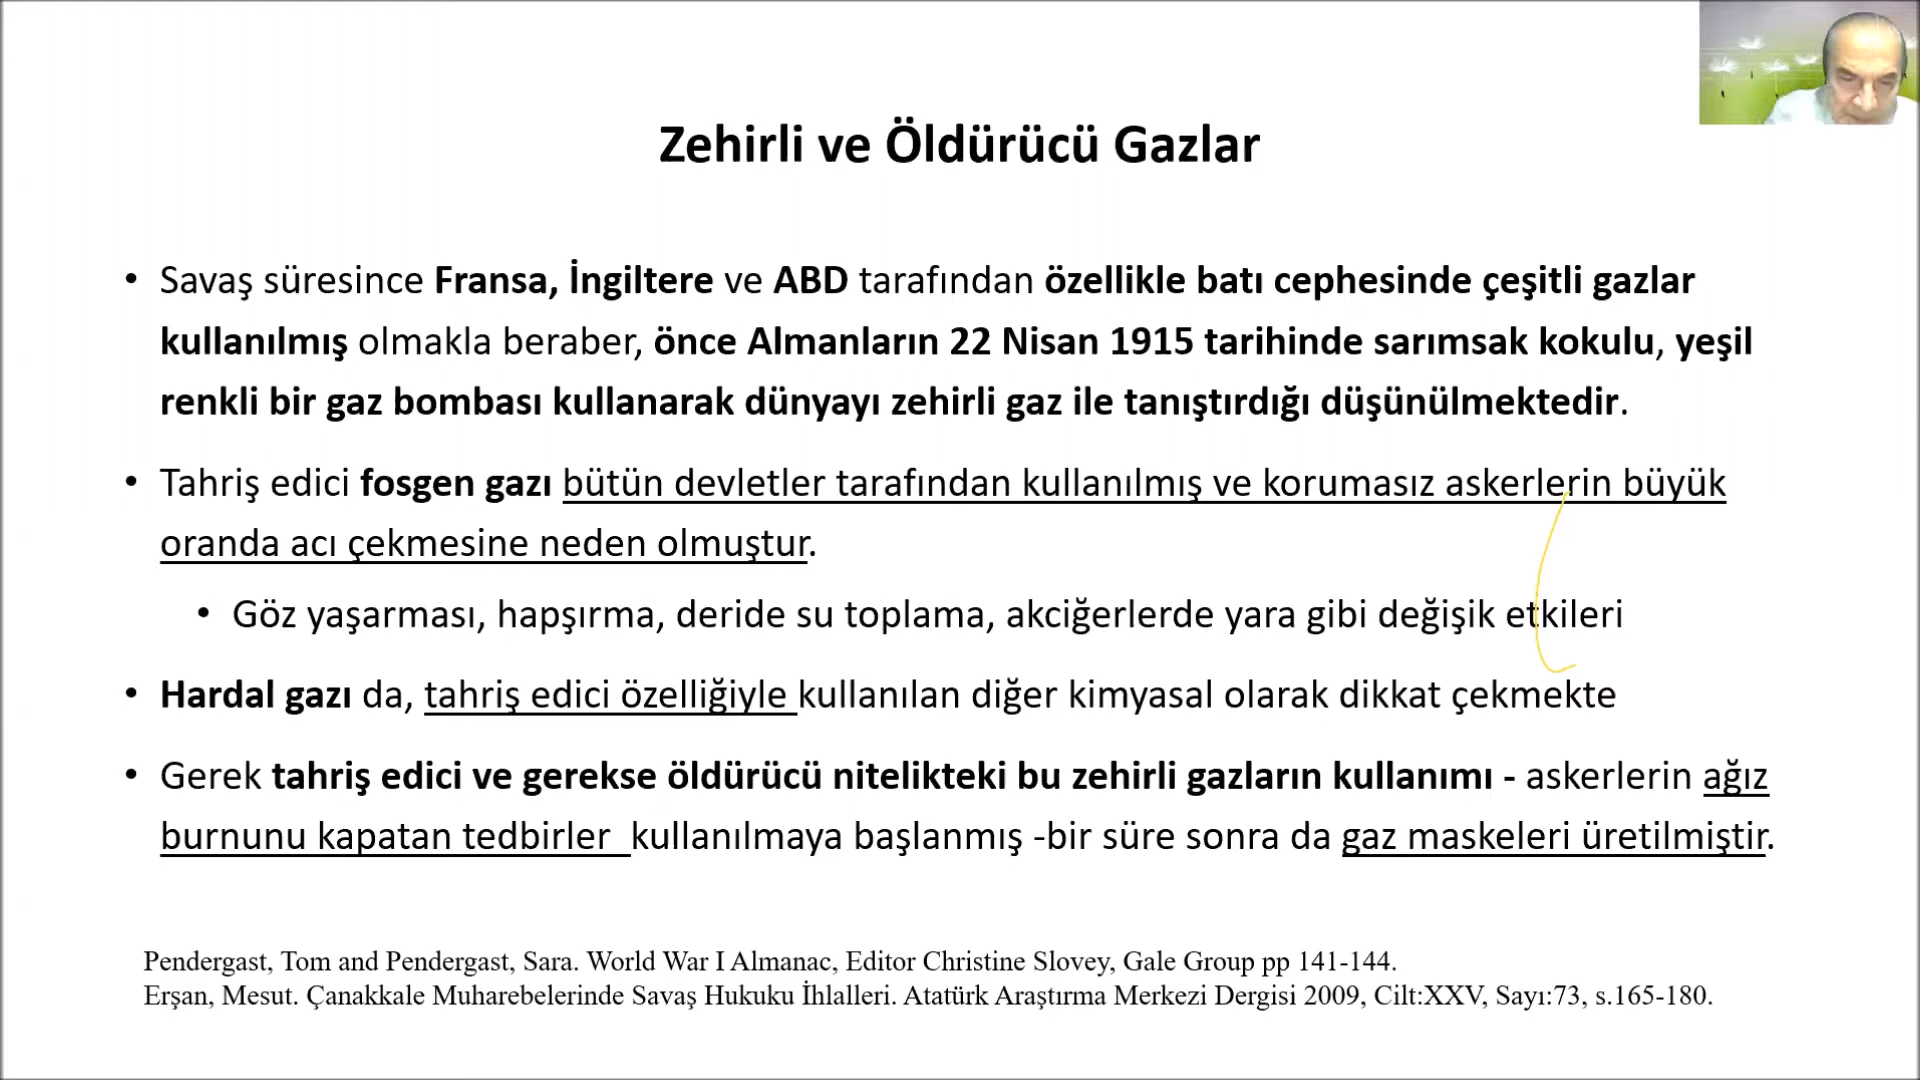 Zehirli ve Öldürücü Gazlar
• Savaş süresince Fransa, İngiltere ve ABD tarafından özellikle batı cephesinde çeşitli gazlar
kullanılmış olmakla beraber, önce Almanların 22 Nisan 1915 tarihinde sarımsak kokulu, yeşil
renkli bir gaz bombası kullanarak dünyayı zehirli gaz ile tanıştırdığı düşünülmektedir.
• Tahriş edici fosgen gazı bütün devletler tarafından kullanılmış ve korumasız askerlerin büyük
oranda acı çekmesine neden olmuştur.
• Göz yaşarması, hapşırma, deride su toplama, akciğerlerde yara gibi değişik etkileri
• Hardal gazı da, tahriş edici özelliğiyle kullanılan diğer kimyasal olarak dikkat çekmekte
• Gerek tahriş edici ve gerekse öldürücü nitelikteki bu zehirli gazların kullanımı - askerlerin ağız
burnunu kapatan tedbirler kullanılmaya başlanmış -bir süre sonra da gaz maskeleri üretilmiştir.
Pendergast, Tom and Pendergast, Sara. World War I Almanac, Editor Christine Slovey, Gale Group pp 141-144.
Erşan, Mesut. Çanakkale Muharebelerinde Savaş Hukuku İhlalleri. Atatürk Araştırma Merkezi Dergisi 2009, Cilt:XXV, Sayı:73, s.165-180.